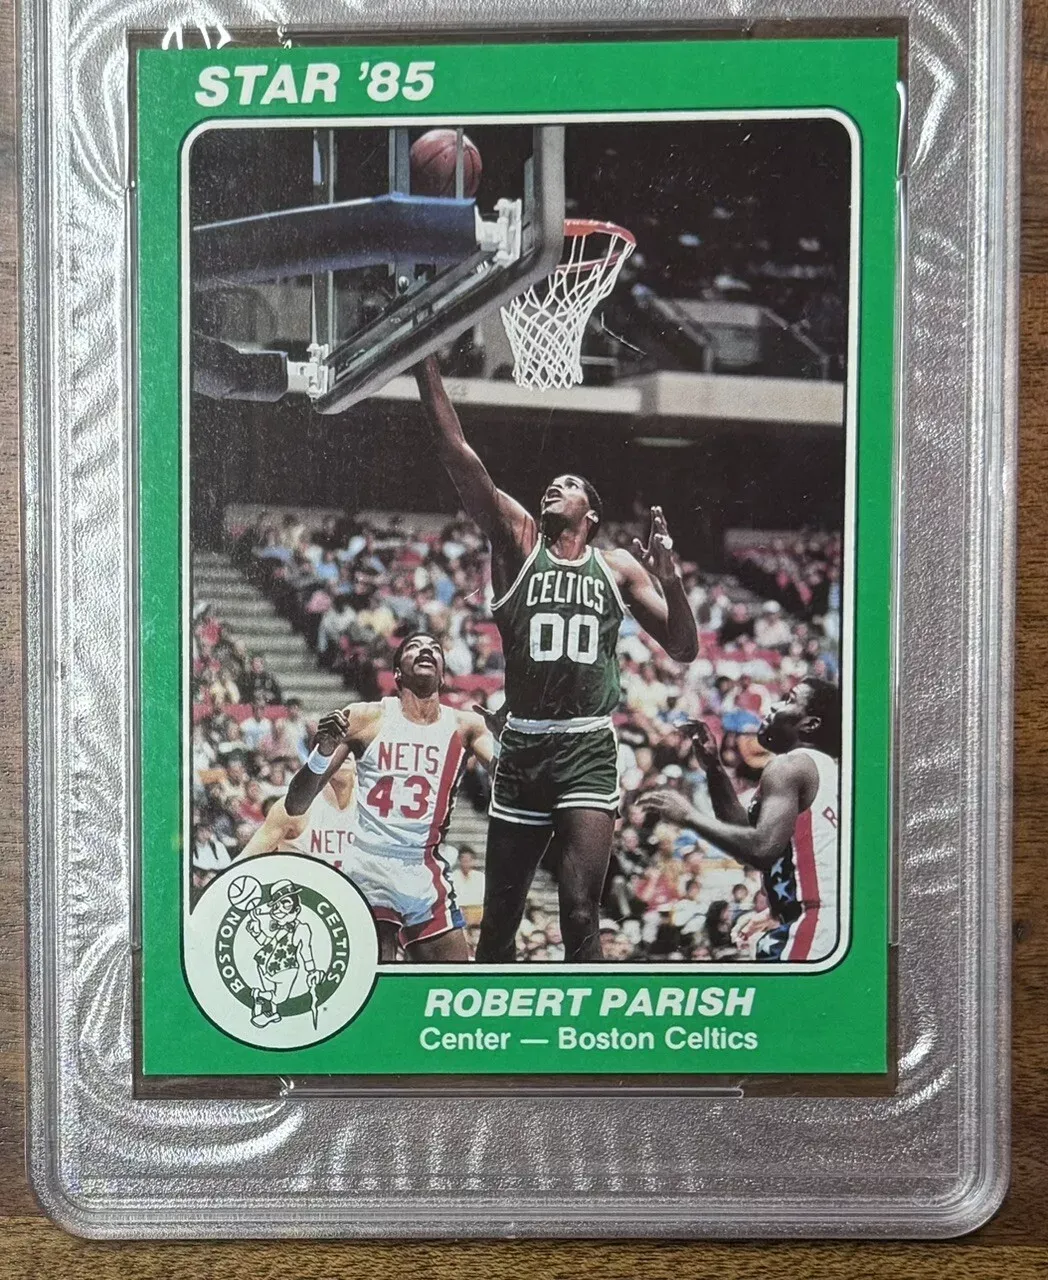 STAR '85
CELTICS
00
NETS
43
NETS
BOSTON CELTICS
ROBERT PARISH
Center — Boston Celtics